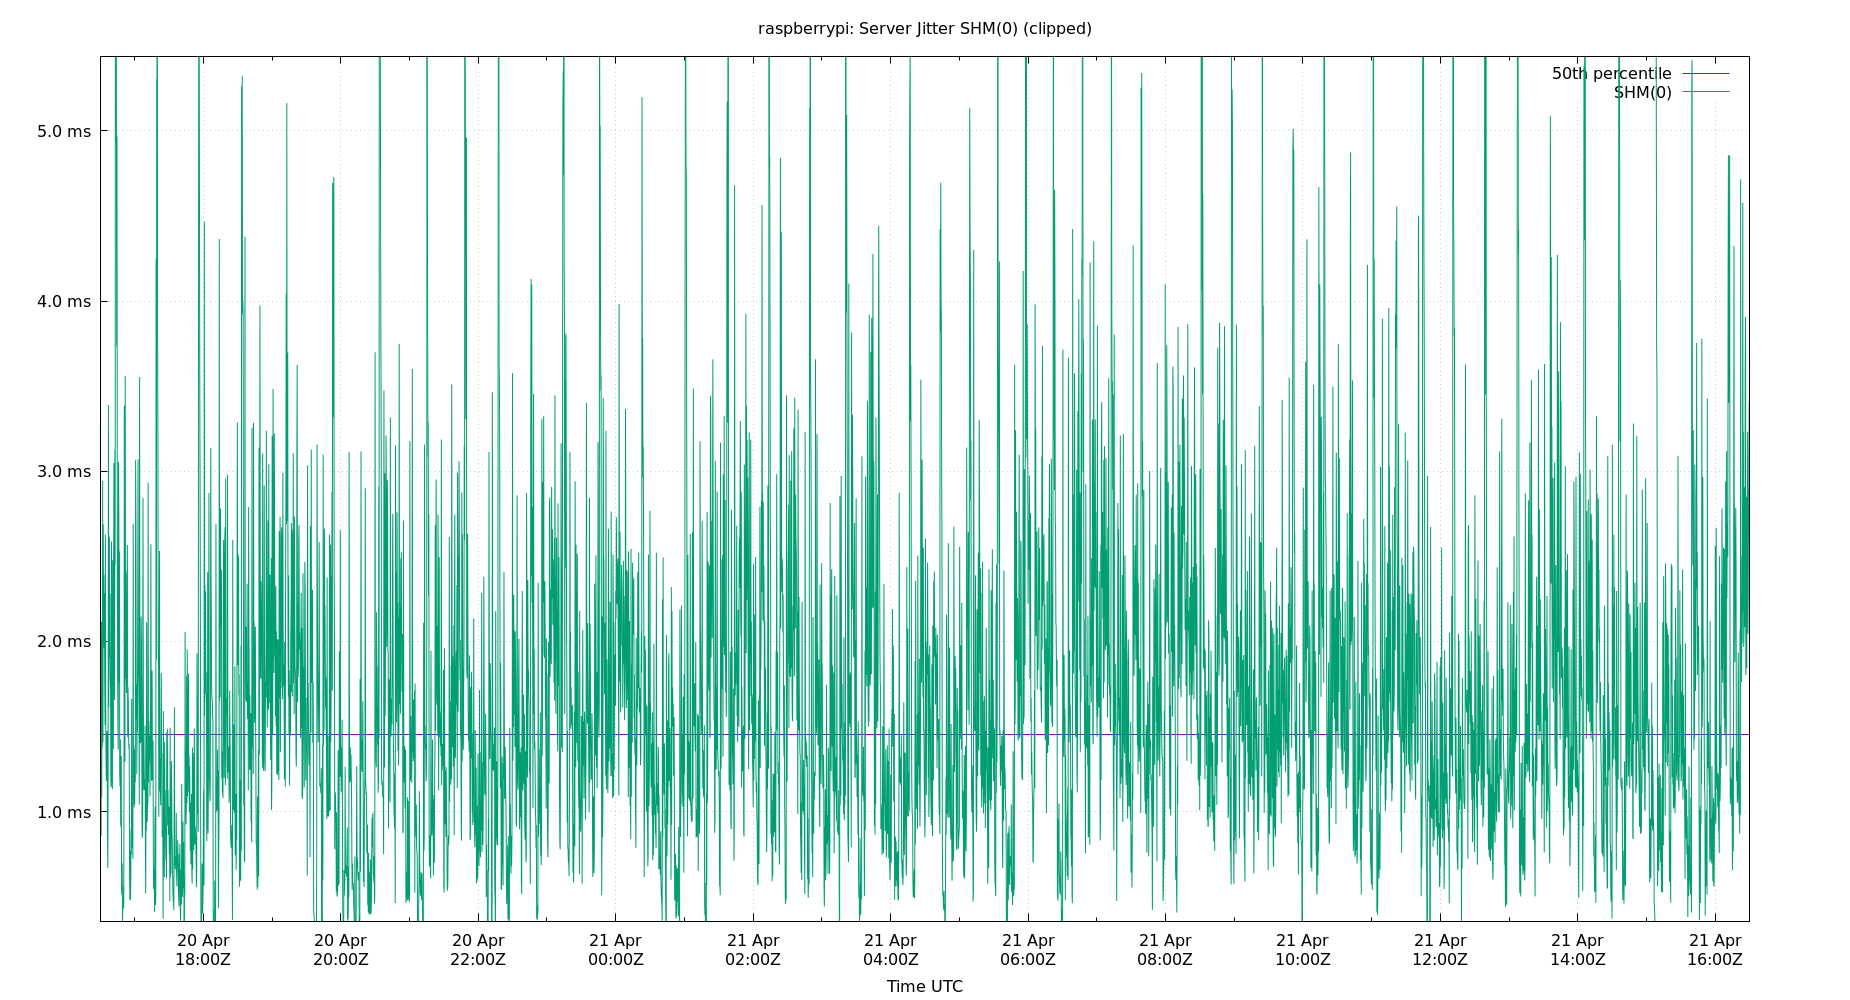 raspberrypi: Server Jitter SHM(0) (clipped)
50th percentile
SHM(0)
5.0 ms
4.0 ms
3.0 ms
2.0 ms
1.0 ms
20 Apr 20 Apr 20 Apr 21 Apr 21 Apr 21 Apr 21 Apr 21 Apr 21 Apr 21 Apr 21 Apr 21 Apr
18:00Z 20:00Z 22:00Z 00:00Z 02:00Z 04:00Z 06:00Z 08:00Z 10:00Z 12:00Z 14:00Z 16:00Z
Time UTC